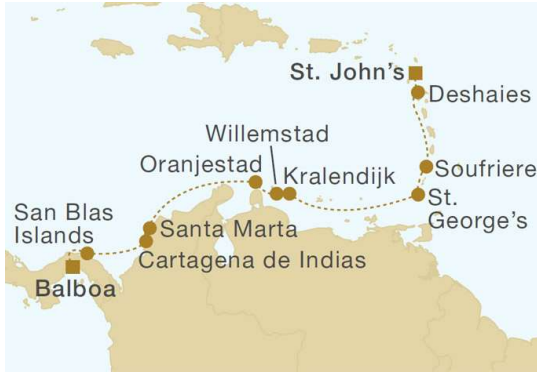 St. John's
Deshaies
Willemstad
Oranjestad
Kralendijk
Soufriere
St.
George's
San Blas
Islands
Santa Marta
Cartagena de Indias
Balboa